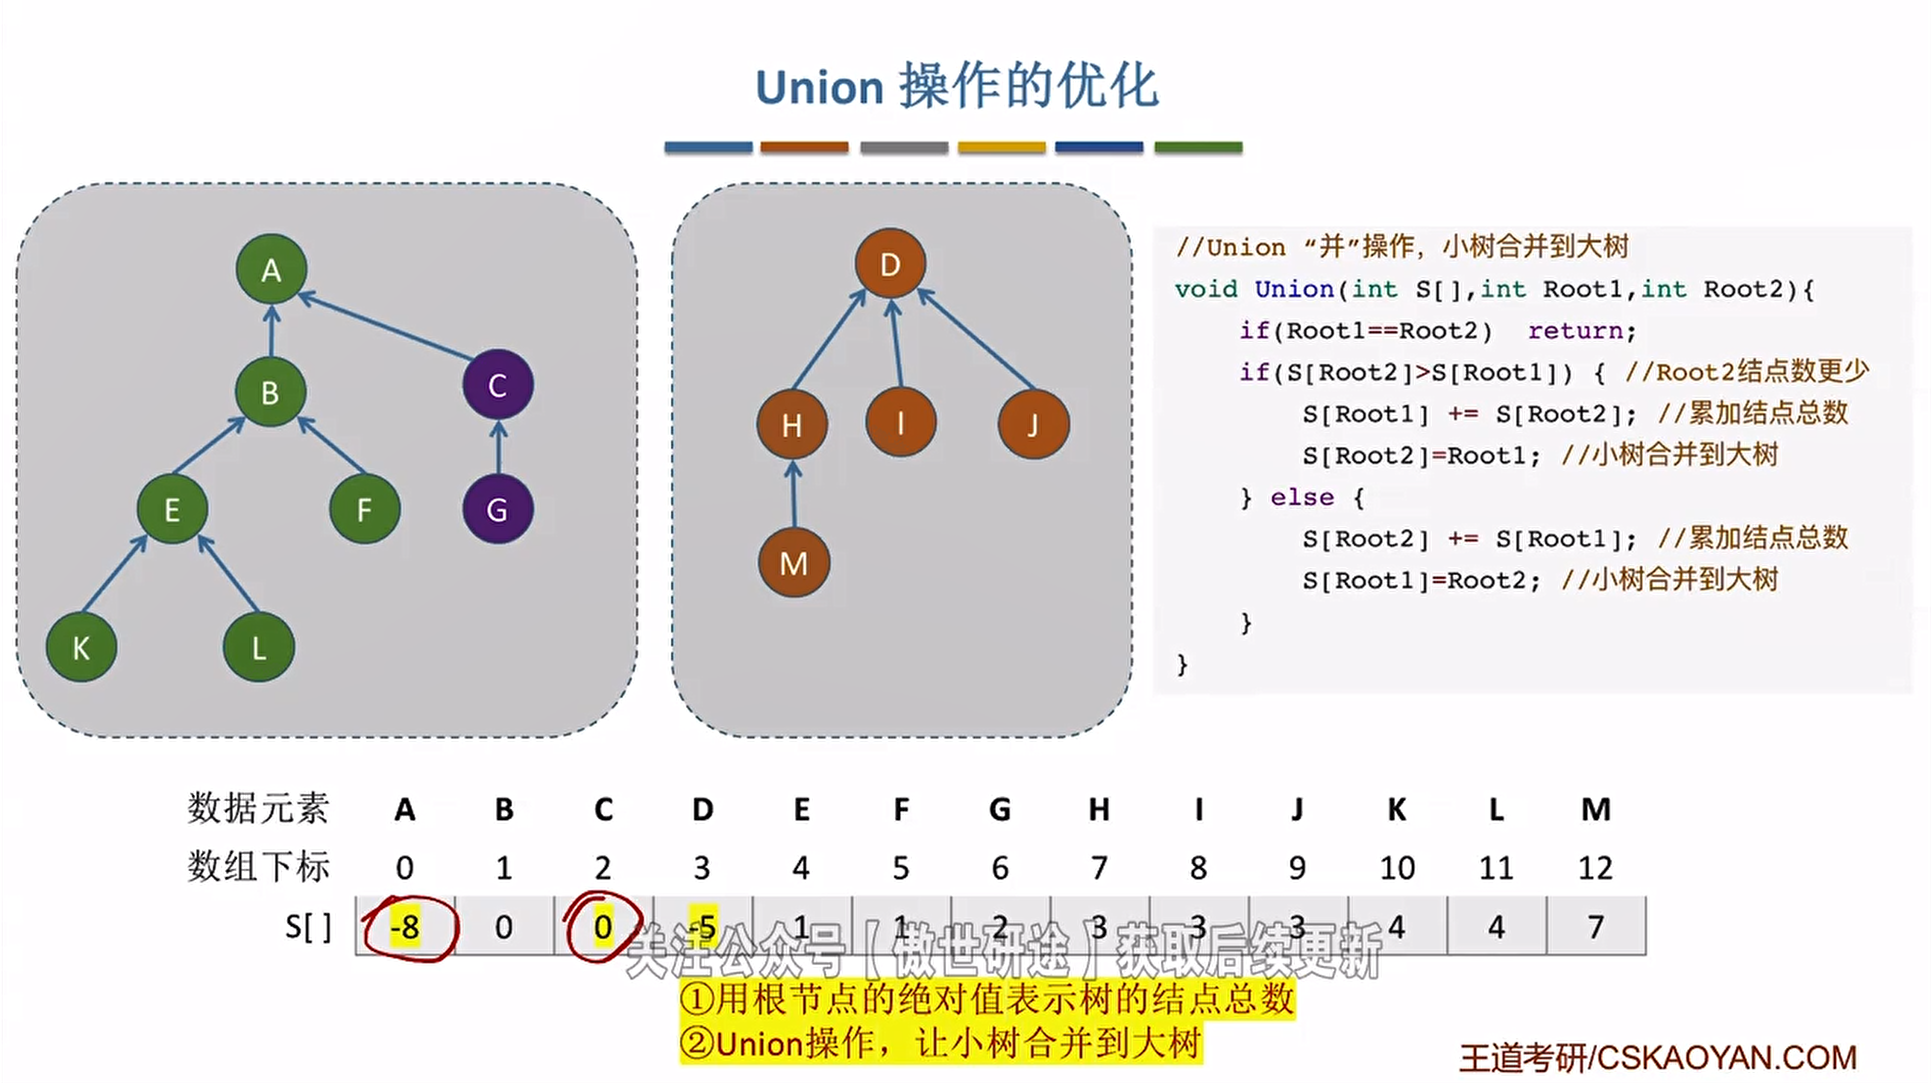 Union 操作的优化
A
B
C
E
F
G
K
L
D
H
I
J
M
//Union “并”操作，小树合并到大树
void Union(int S[],int Root1,int Root2){
if(Root1==Root2) return;
if(S[Root2]>S[Root1]) { //Root2结点数更少
S[Root1] += S[Root2]; //累加结点总数
S[Root2]=Root1; //小树合并到大树
} else {
S[Root2] += S[Root1]; //累加结点总数
S[Root1]=Root2; //小树合并到大树
}
}
数据元素 A B C D E F G H I J K L M
数组下标 0 1 2 3 4 5 6 7 8 9 10 11 12
S[] -8 0 0 -5 1 1 2 3 3 3 4 4 7
关注公众号【傲世研途】获取后续更新
①用根节点的绝对值表示树的结点总数
②Union操作，让小树合并到大树
王道考研/CSKAOYAN.COM